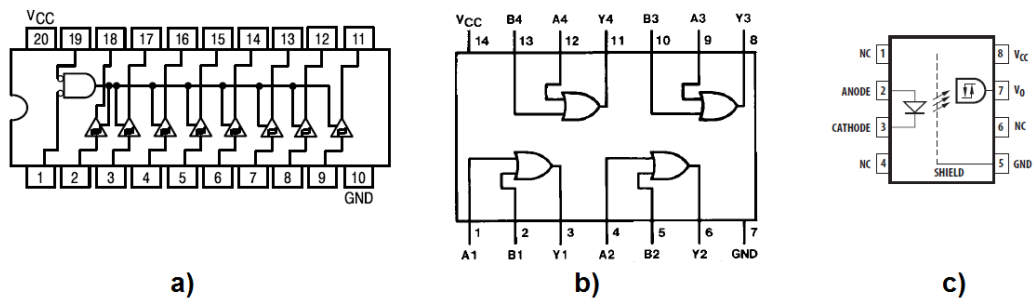 VCC
20 19 18 17 16 15 14 13 12 11
1 2 3 4 5 6 7 8 9 10
GND
a)
VCC B4 A4 Y4 B3 A3 Y3
14 13 12 11 10 9 8
1 2 3 4 5 6 7
A1 B1 Y1 A2 B2 Y2 GND
b)
NC 1 8 VCC
ANODE 2 7 VO
CATHODE 3 6 NC
NC 4 5 GND
SHIELD
c)